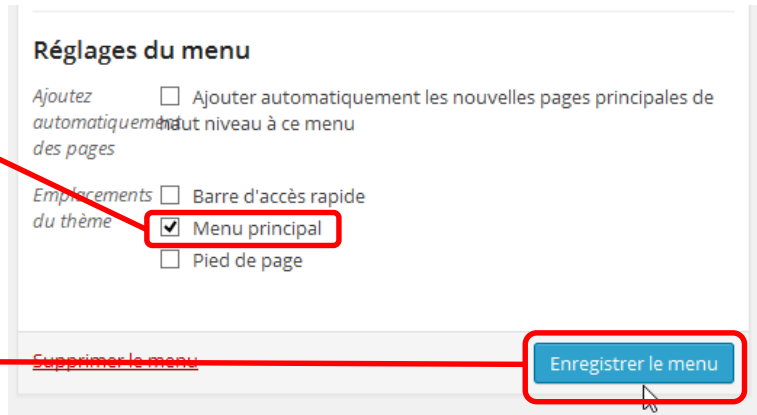 Réglages du menu
Ajoutez
automatiquement
des pages
Ajouter automatiquement les nouvelles pages principales de
haut niveau à ce menu
Emplacements
du thème
Barre d'accès rapide
Menu principal
Pied de page
Supprimer le menu
Enregistrer le menu